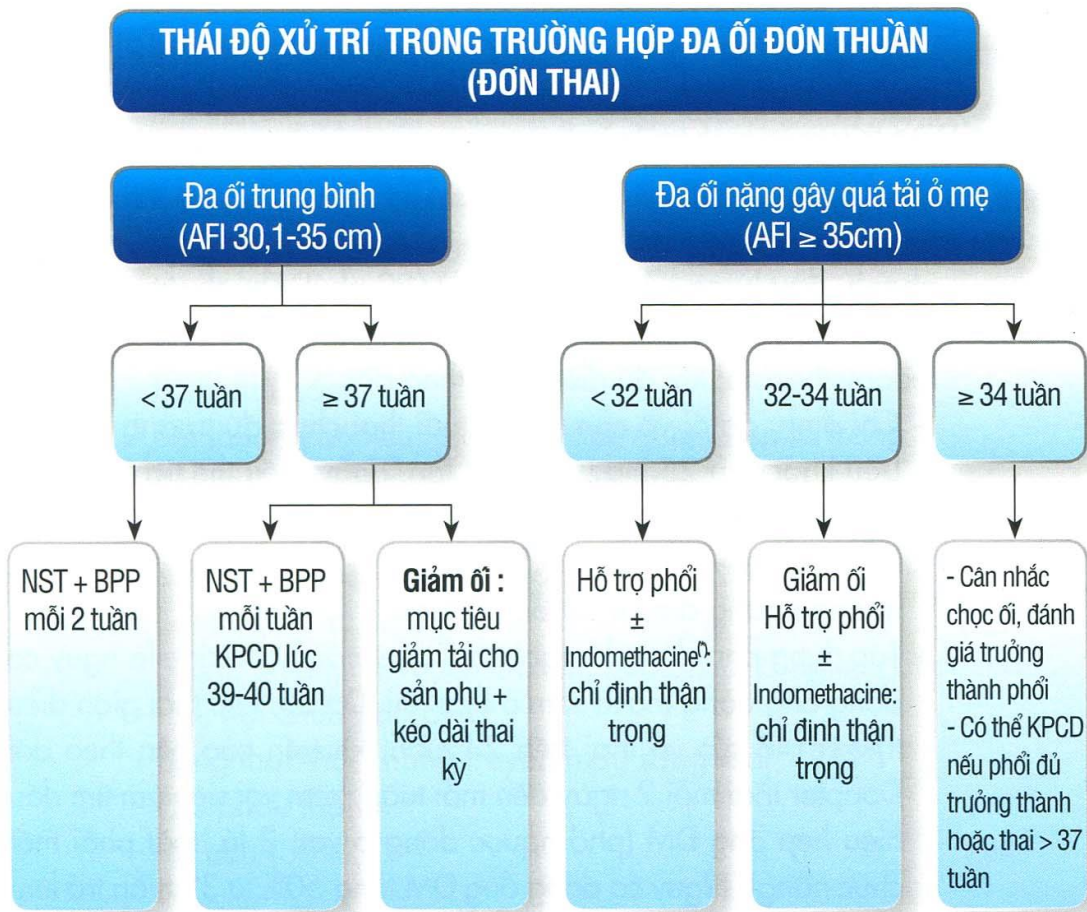 THÁI ĐỘ XỬ TRÍ TRONG TRƯỜNG HỢP ĐA ỐI ĐƠN THUẦN
(ĐƠN THAI)
Đa ối trung bình
(AFI 30,1-35 cm)
Đa ối nặng gây quá tải ở mẹ
(AFI ≥ 35cm)
< 37 tuần
≥ 37 tuần
< 32 tuần
32-34 tuần
≥ 34 tuần
NST + BPP
mỗi 2 tuần
NST + BPP
mỗi tuần
KPCD lúc
39-40 tuần
Giảm ối :
mục tiêu
giảm tải cho
sản phụ +
kéo dài thai
kỳ
Hỗ trợ phổi
±
Indomethacine(*):
chỉ định thận
trọng
Giảm ối
Hỗ trợ phổi
±
Indomethacine:
chỉ định thận
trọng
- Cân nhắc
chọc ối, đánh
giá trưởng
thành phổi
- Có thể KPCD
nếu phổi đủ
trưởng thành
hoặc thai > 37
tuần